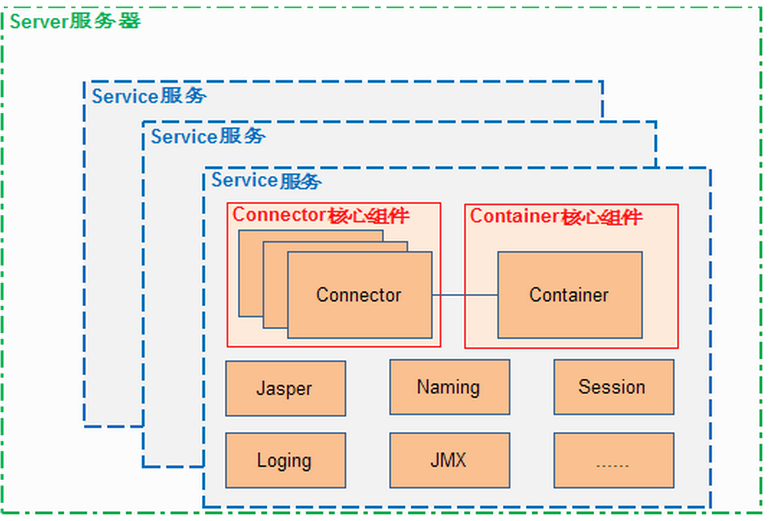 Server服务器
Service服务
Service服务
Service服务
Connector核心组件
Container核心组件
Connector
Container
Jasper
Naming
Session
Loging
JMX
......